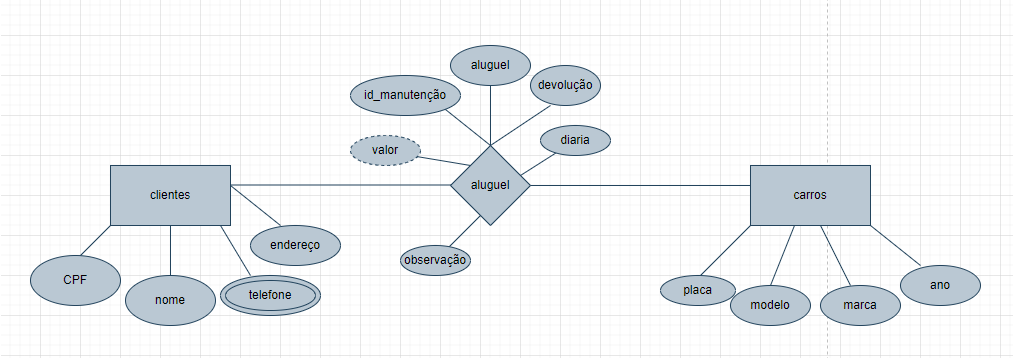 aluguel
devolução
id_manutenção
diaria
valor
clientes
aluguel
carros
endereço
observação
CPF
nome
telefone
placa
modelo
marca
ano